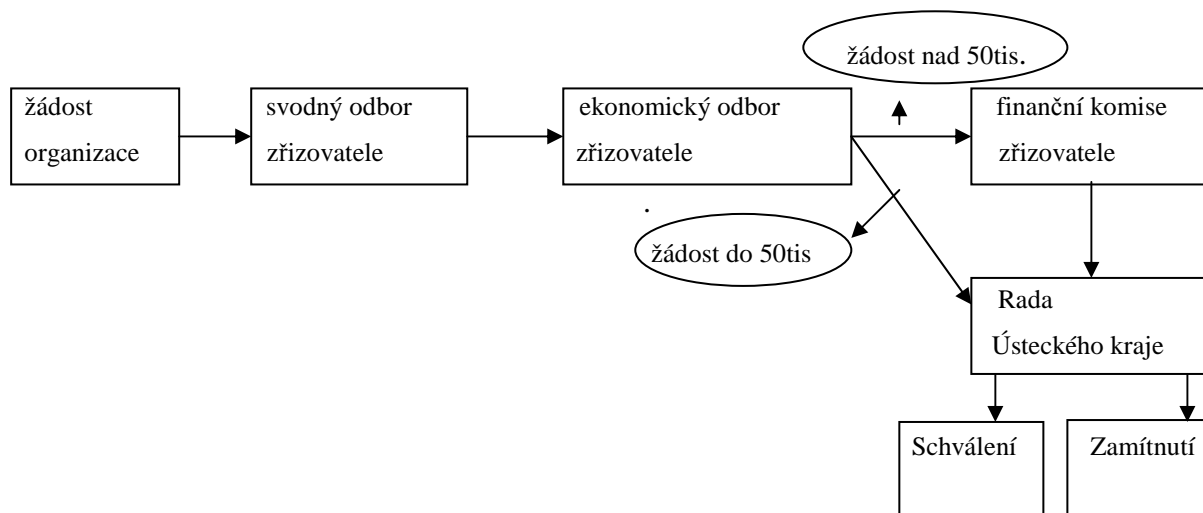 žádost nad 50tis.
žádost
organizace
svodný odbor
zřizovatele
ekonomický odbor
zřizovatele
finanční komise
zřizovatele
.
žádost do 50tis
Rada
Ústeckého kraje
Schválení
Zamítnutí